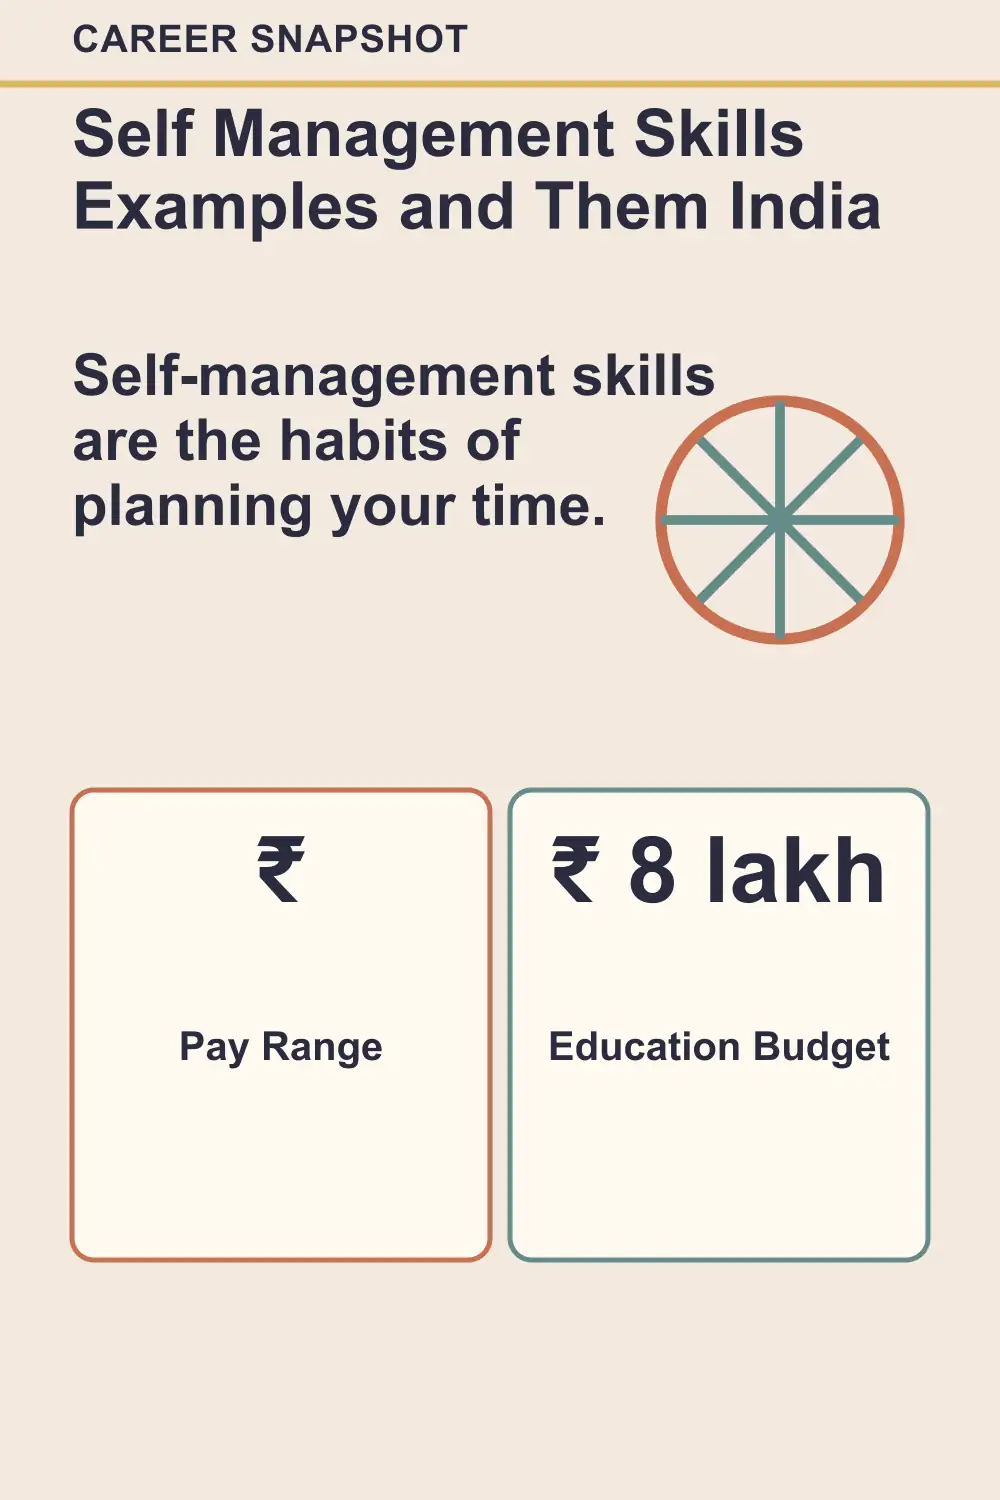 CAREER SNAPSHOT
Self Management Skills
Examples and Them India
Self-management skills
are the habits of
planning your time.
₹
Pay Range
₹ 8 lakh
Education Budget